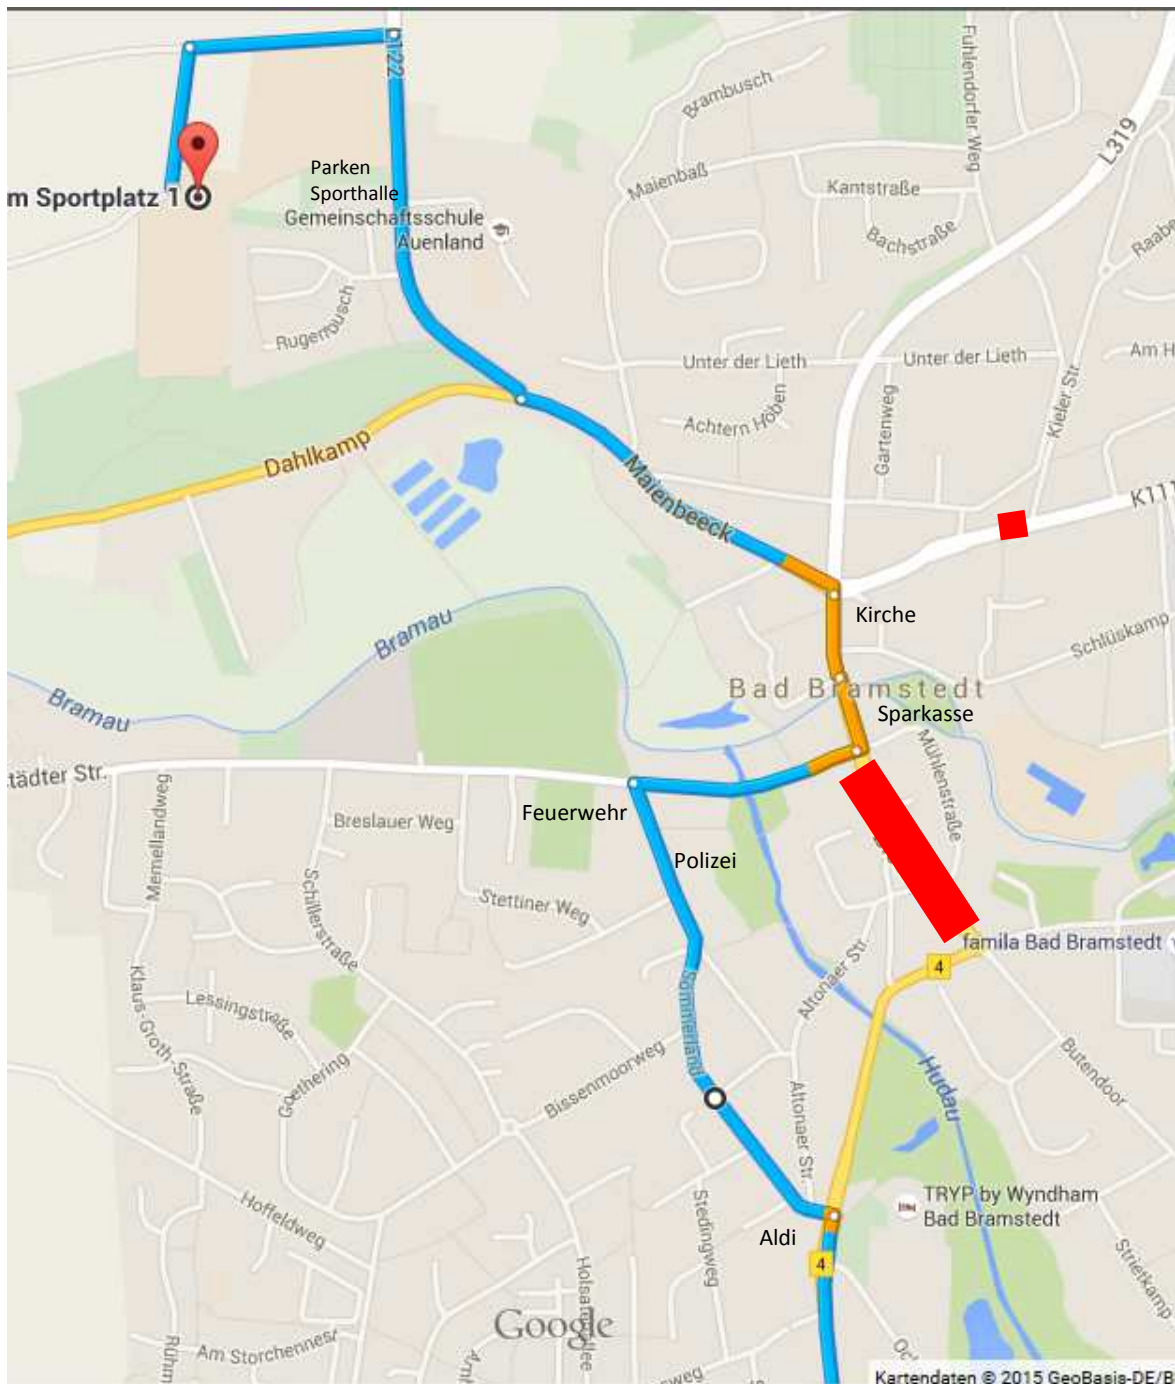 L122
Fuhlendorfer Weg
Brambusch
L319
Parken
Sporthalle
Maienbaß
Kantstraße
m Sportplatz 1
Gemeinschaftsschule
Auenland
Bachstraße
Raabe
Rugerrousch
Unter der Lieth
Unter der Lieth
Am H
Kieler Str.
Achtern Höben
Gartenweg
Dahlkamp
Maienbeeck
K111
Kirche
Bramau
Schlüskamp
Bramau
Bad Bramstedt
Sparkasse
Mühlenstraße
städter Str.
Feuerwehr
Breslauer Weg
Memellandweg
Polizei
Schillerstraße
Stettiner Weg
famila Bad Bramstedt
4
Altonaer Str.
Klaus-Groth-Straße
Lessingstraße
Sommerland
Goethering
Bissenmoorweg
Hudau
Butendoor
Altonaer Str.
TRYP by Wyndham
Bad Bramstedt
Hoffeldweg
Stedingweg
Aldi
4
Strietkamp
Holsatenallee
Google
Am Storchennest
Kartendaten © 2015 GeoBasis-DE/B